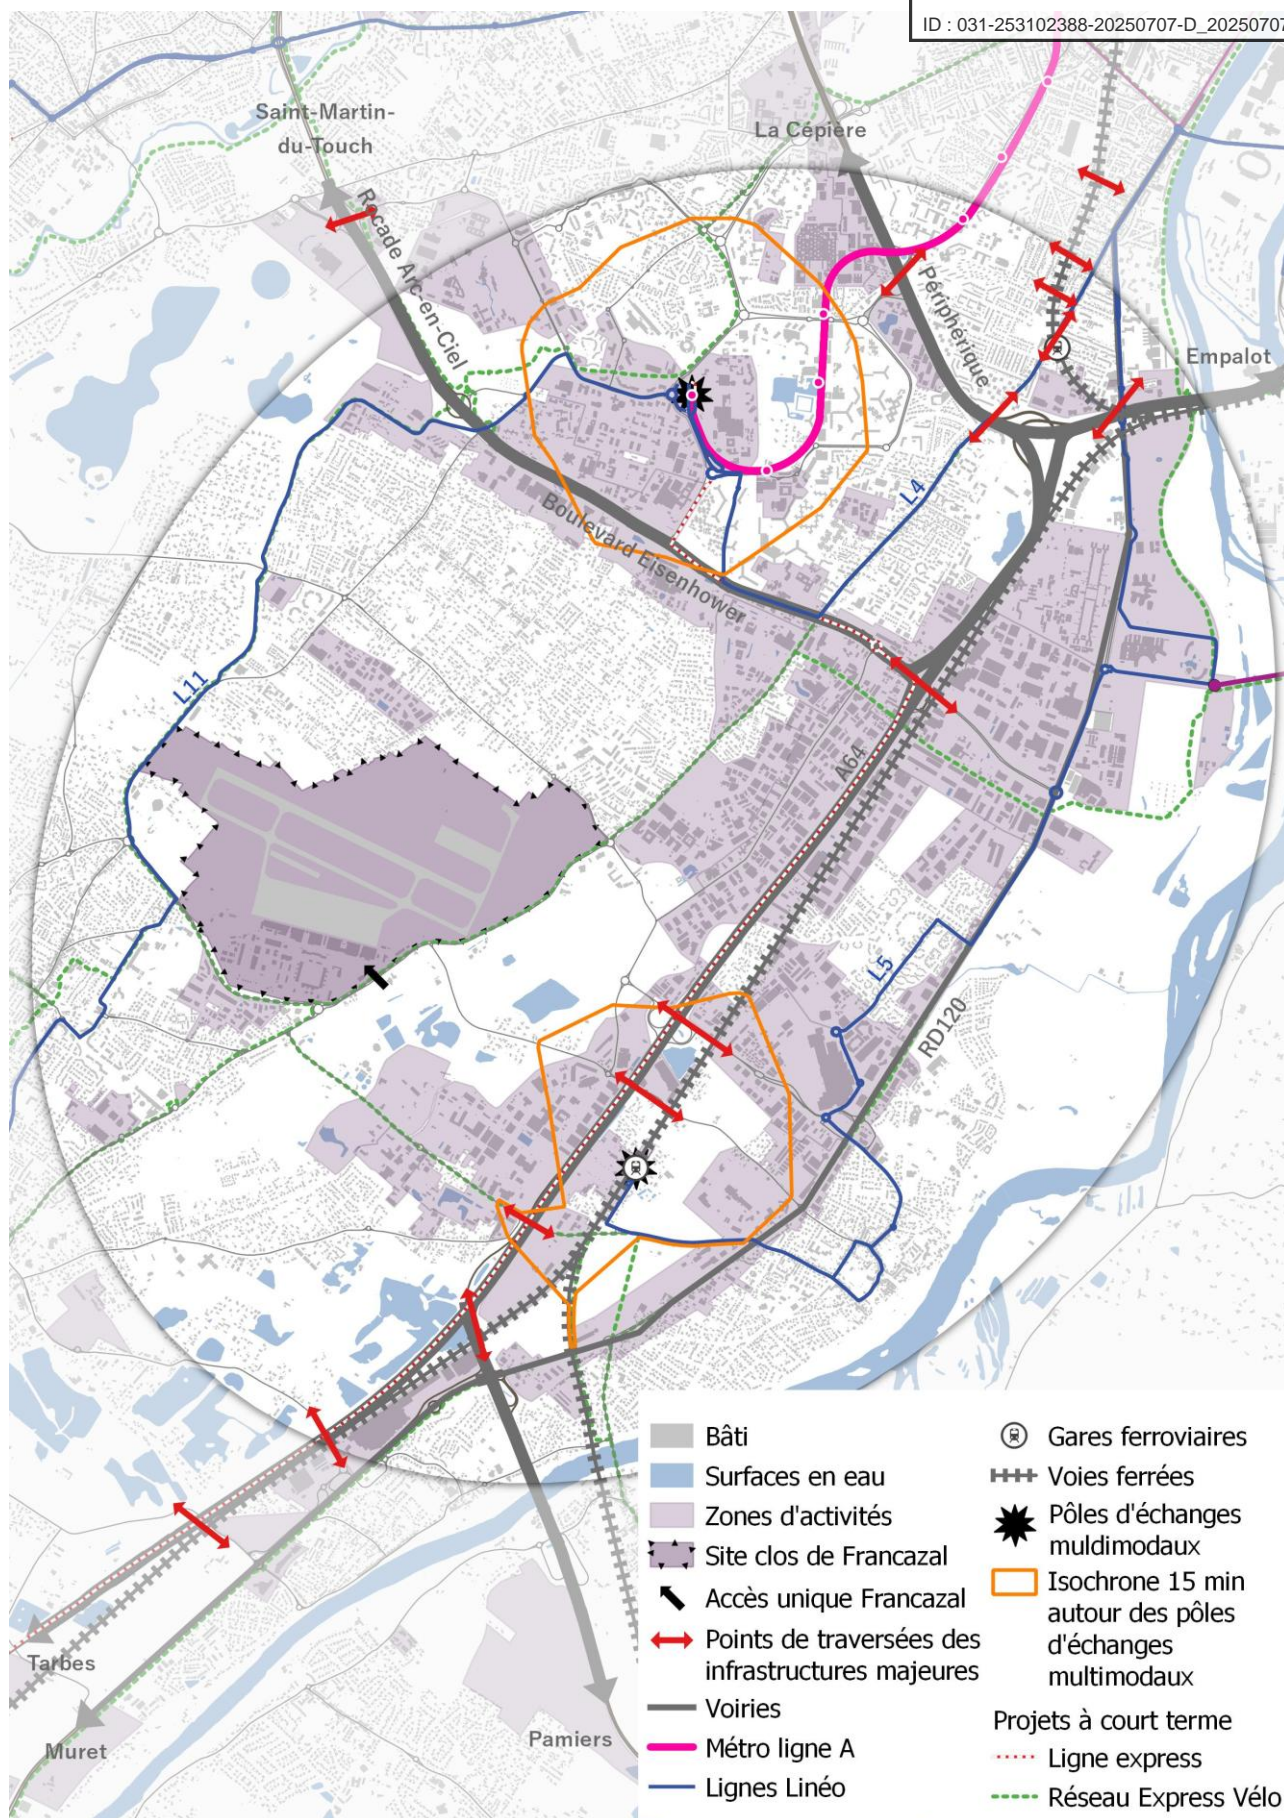 ID : 031-253102388-20250707-D_20250707
Saint-Martin-
du-Touch
La Cépière
Rocade Arc-en-Ciel
Périphérique
Empalot
L4
Boulevard Eisenhower
L11
A64
L5
RD120
Tarbes
Muret
Pamiers
Bâti
Surfaces en eau
Zones d'activités
Site clos de Francazal
Accès unique Francazal
Points de traversées des
infrastructures majeures
Voiries
Métro ligne A
Lignes Linéo
Gares ferroviaires
Voies ferrées
Pôles d'échanges
muldimodaux
Isochrone 15 min
autour des pôles
d'échanges
multimodaux
Projets à court terme
Ligne express
Réseau Express Vélo